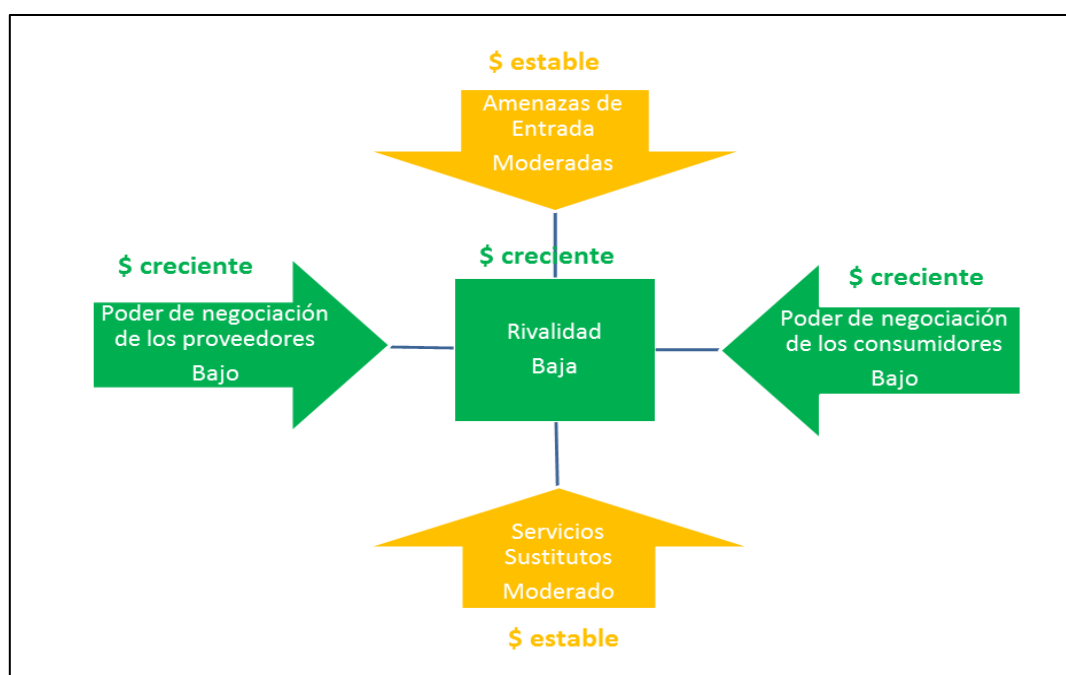 $ estable
Amenazas de
Entrada
Moderadas
$ creciente
Poder de negociación
de los proveedores
Bajo
$ creciente
Rivalidad
Baja
$ creciente
Poder de negociación
de los consumidores
Bajo
Servicios
Sustitutos
Moderado
$ estable